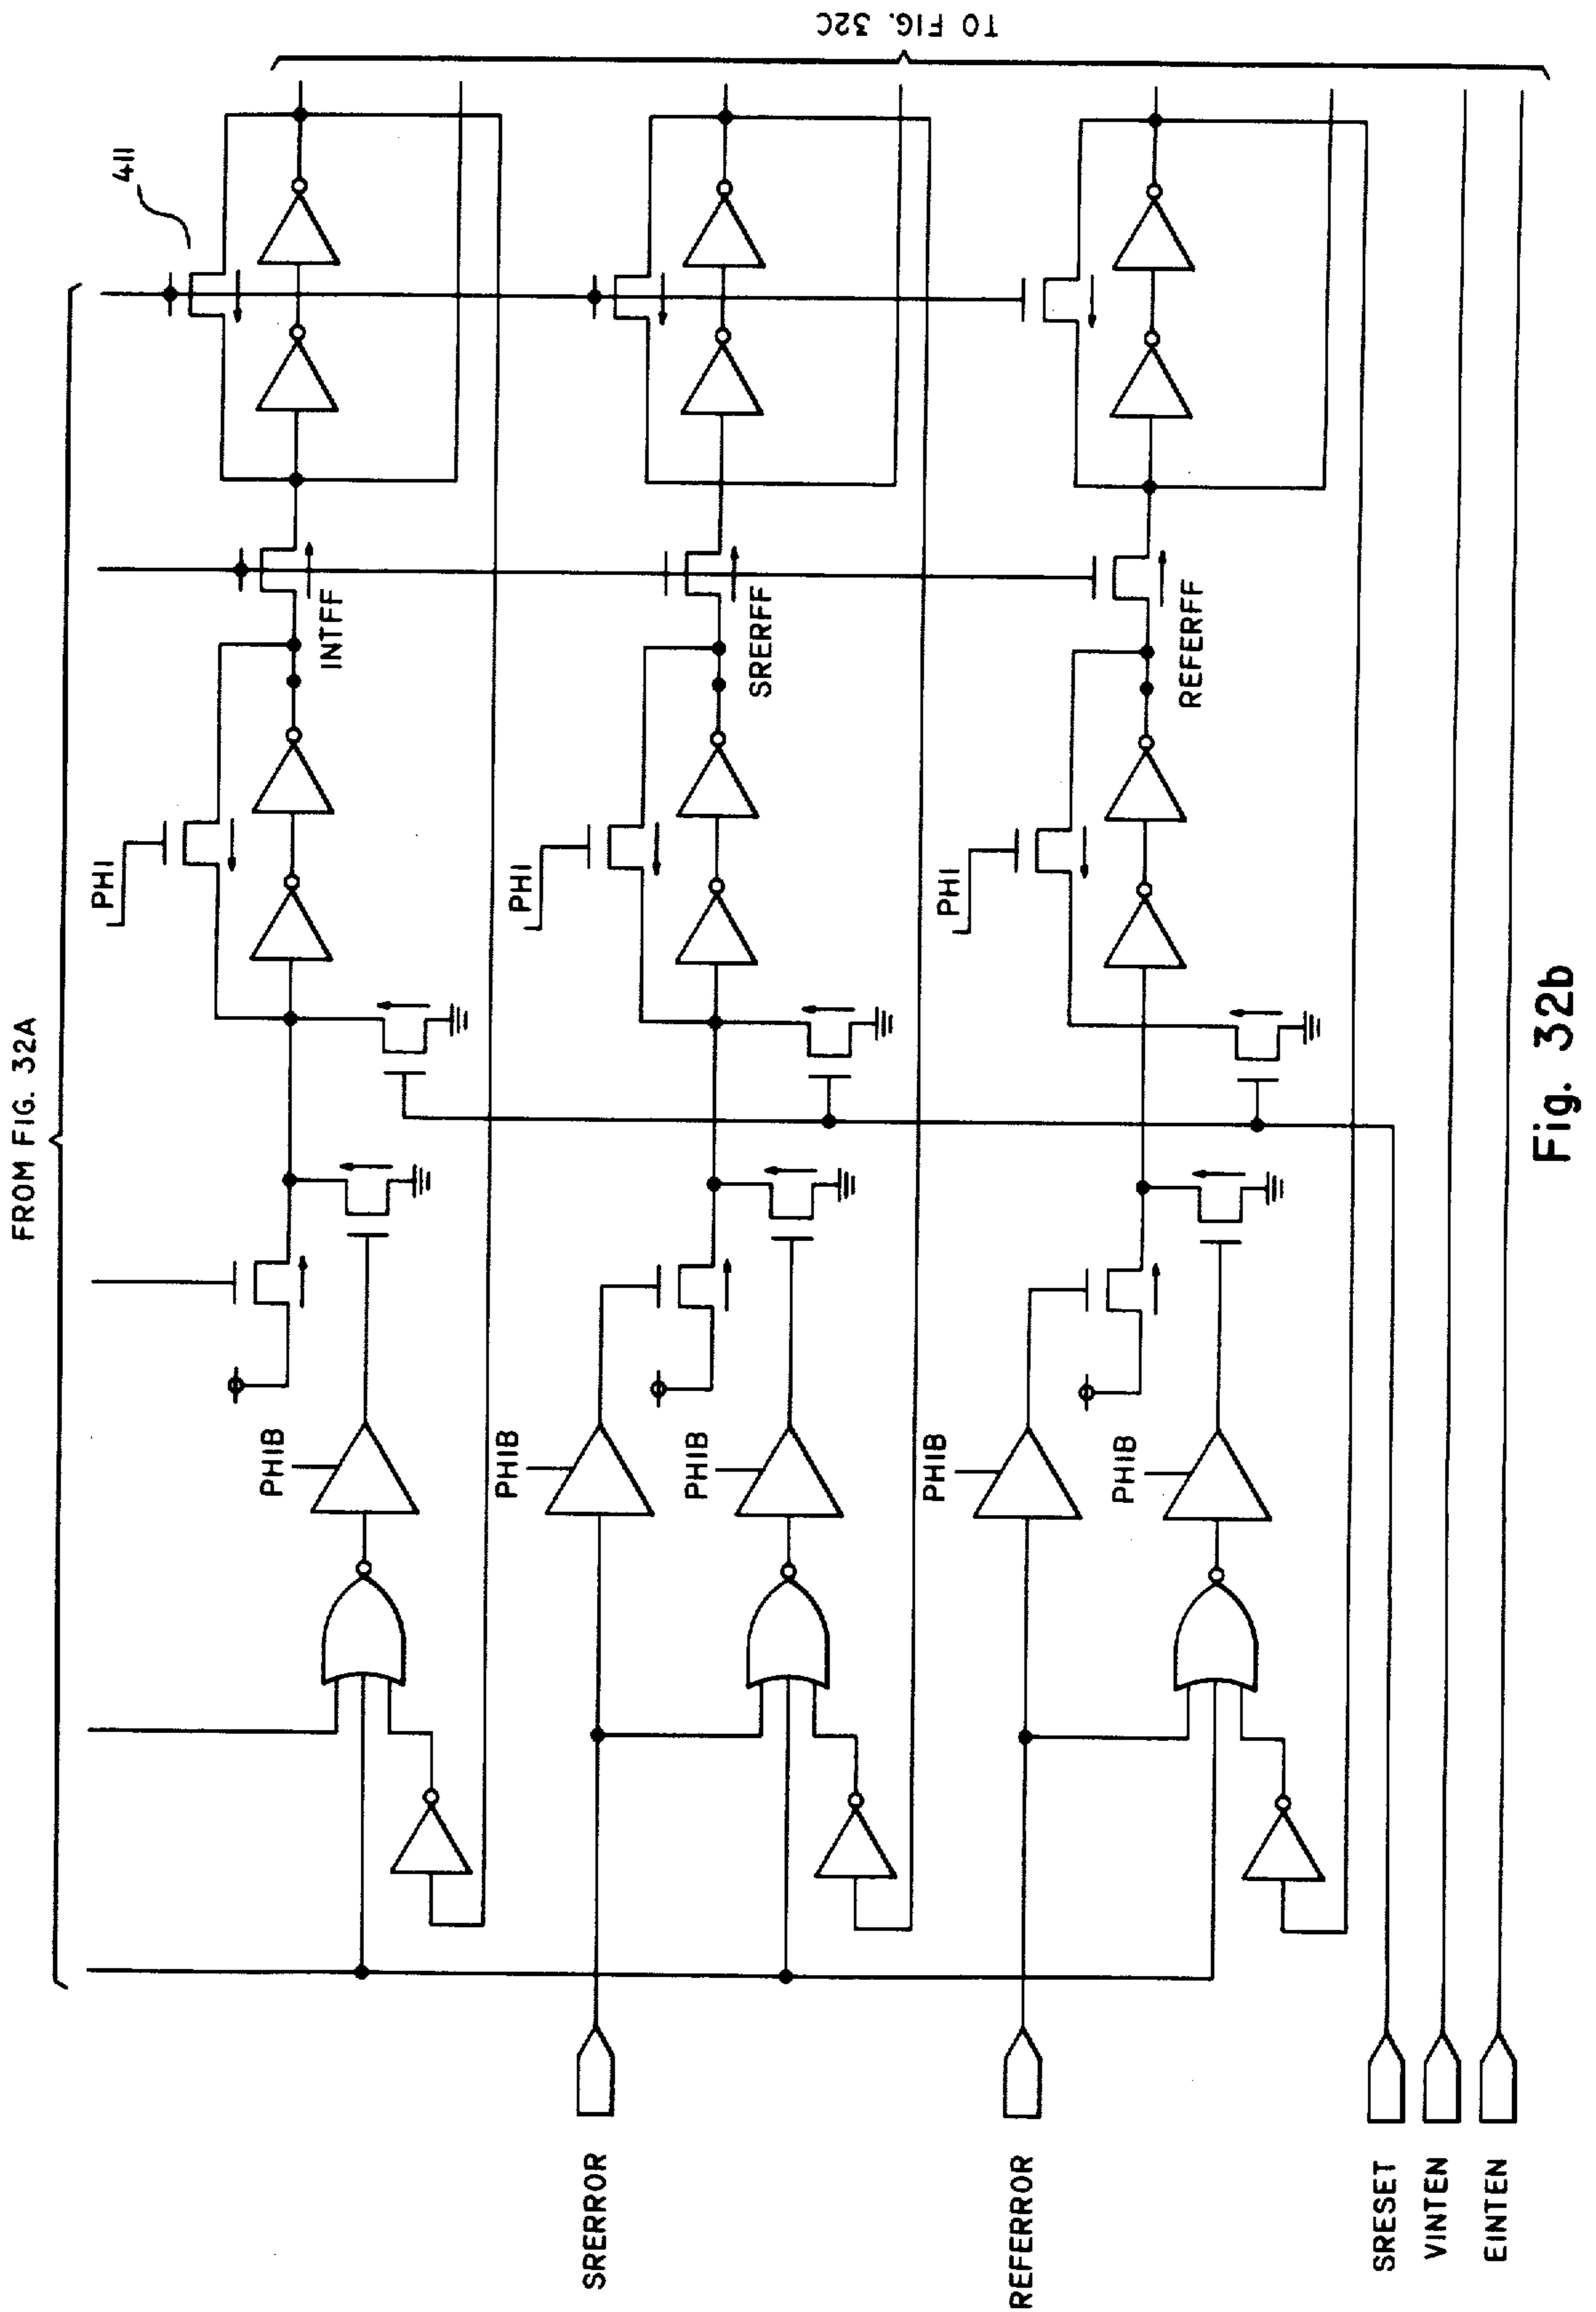 FROM FIG. 32A
TO FIG. 32C
411
PHI
INTFF
PHIB
PHI
SRERFF
PHIB
PHIB
SRERROR
PHI
REFERFF
PHIB
PHIB
REFERROR
SRESET
VINTEN
EINTEN
Fig. 32b